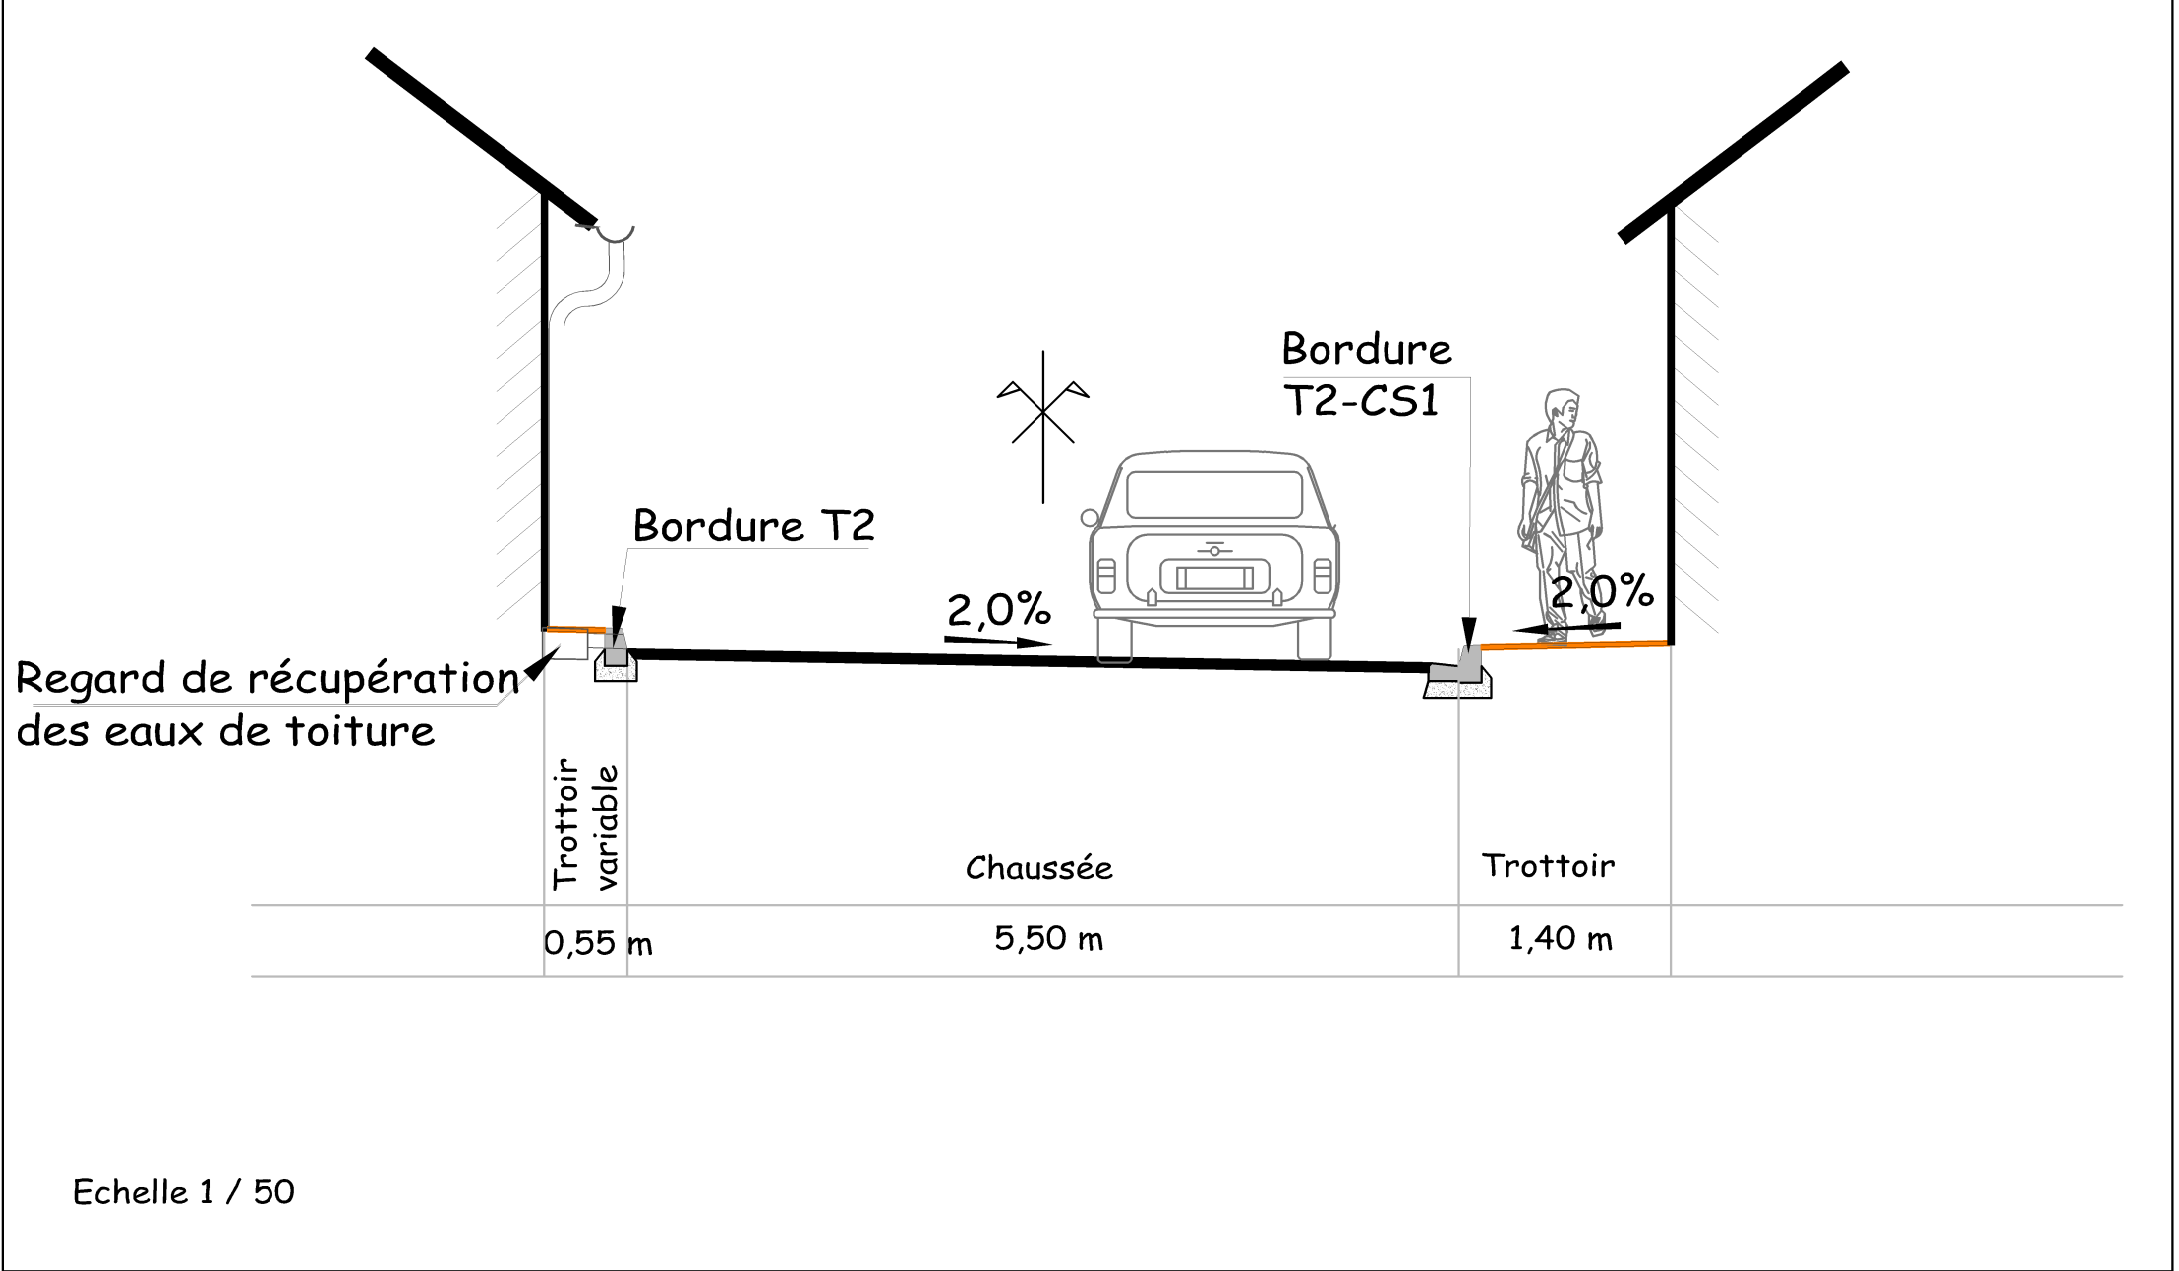 Bordure
T2-CS1
Bordure T2
2,0%
2,0%
Regard de récupération
des eaux de toiture
Trottoir
variable
Chaussée
Trottoir
0,55 m
5,50 m
1,40 m
Echelle 1 / 50